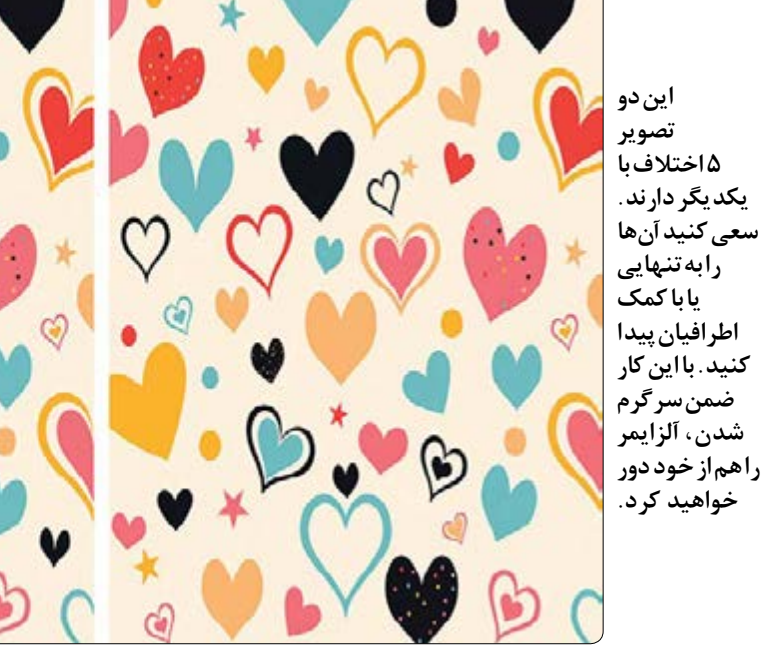 این دو
تصویر
۵ اختلاف با
یکدیگر دارند.
سعی کنید آن‌ها
را به تنهایی
یا با کمک
اطرافیان پیدا
کنید. با این کار
ضمن سرگرم
شدن، آلزایمر
را هم از خود دور
خواهید کرد.